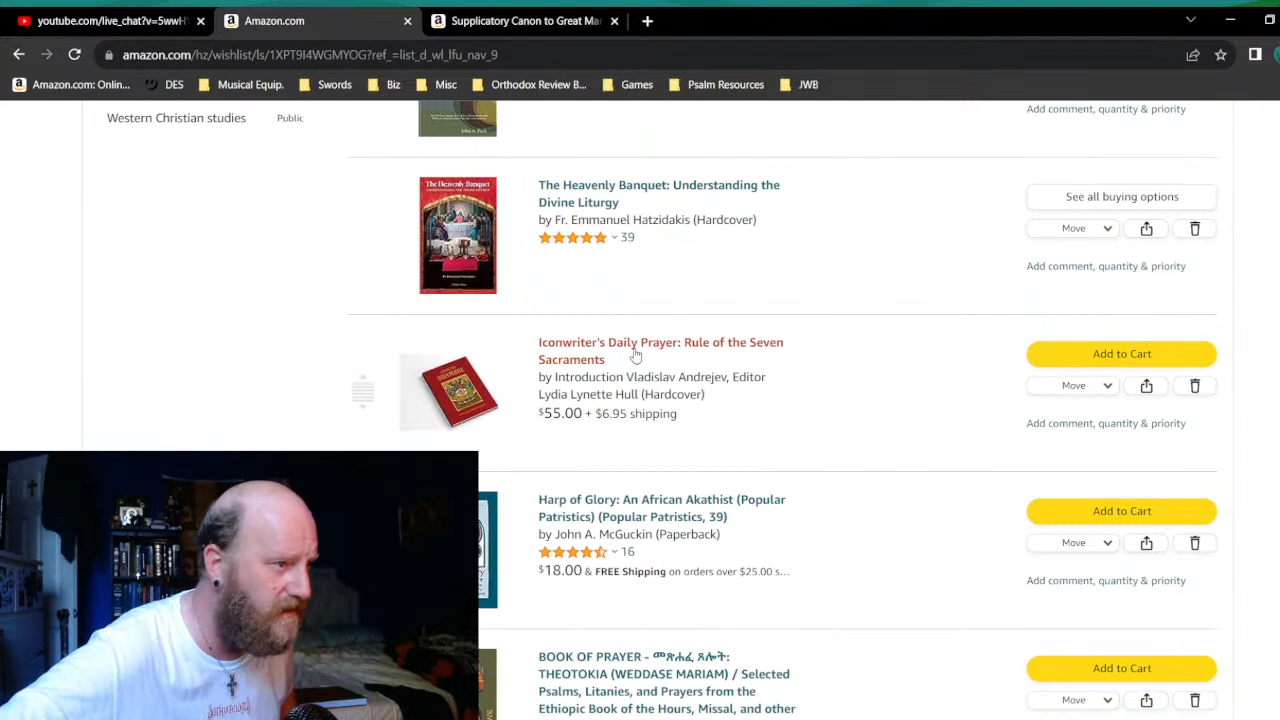 youtube.com/live_chat?v=5wwH
Amazon.com
Supplicatory Canon to Great Mar
amazon.com/hz/wishlist/ls/1XPT9I4WGMYOG?ref_=list_d_wl_lfu_nav_9
Amazon.com: Onlin...
DES
Musical Equip.
Swords
Biz
Misc
Orthodox Review B...
Games
Psalm Resources
JWB
Western Christian studies
Public
Add comment, quantity & priority
The Heavenly Banquet
The Heavenly Banquet: Understanding the
Divine Liturgy
by Fr. Emmanuel Hatzidakis (Hardcover)
39
See all buying options
Move
Add comment, quantity & priority
Iconwriter's Daily Prayer: Rule of the Seven
Sacraments
by Introduction Vladislav Andrejev, Editor
Lydia Lynette Hull (Hardcover)
$55.00 + $6.95 shipping
Add to Cart
Move
Add comment, quantity & priority
Harp of Glory: An African Akathist (Popular
Patristics) (Popular Patristics, 39)
by John A. McGuckin (Paperback)
16
$18.00 & FREE Shipping on orders over $25.00 s...
Add to Cart
Move
Add comment, quantity & priority
BOOK OF PRAYER - መጽሐፈ ጸሎት:
THEOTOKIA (WEDDASE MARIAM) / Selected
Psalms, Litanies, and Prayers from the
Ethiopic Book of the Hours, Missal, and other
Add to Cart
Move